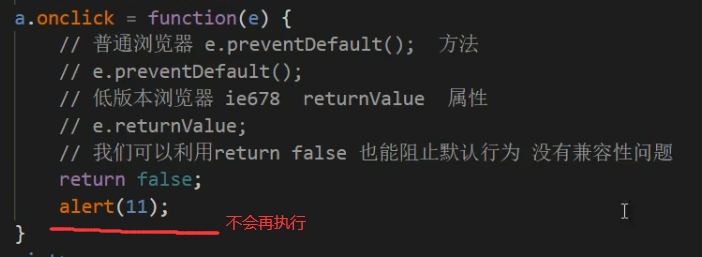 a.onclick = function(e) {
// 普通浏览器 e.preventDefault();  方法
// e.preventDefault();
// 低版本浏览器 ie678  returnValue  属性
// e.returnValue;
// 我们可以利用return false 也能阻止默认行为 没有兼容性问题
return false;
alert(11);
不会再执行
}